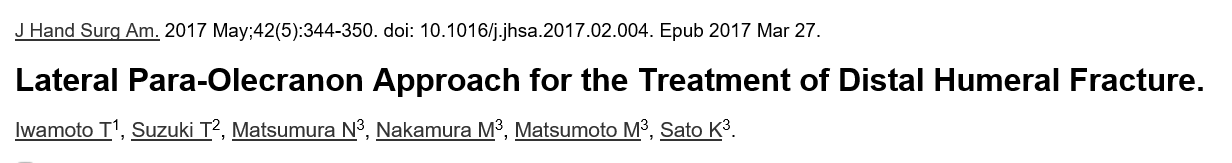 J Hand Surg Am. 2017 May;42(5):344-350. doi: 10.1016/j.jhsa.2017.02.004. Epub 2017 Mar 27.
Lateral Para-Olecranon Approach for the Treatment of Distal Humeral Fracture.
Iwamoto T1, Suzuki T2, Matsumura N3, Nakamura M3, Matsumoto M3, Sato K3.